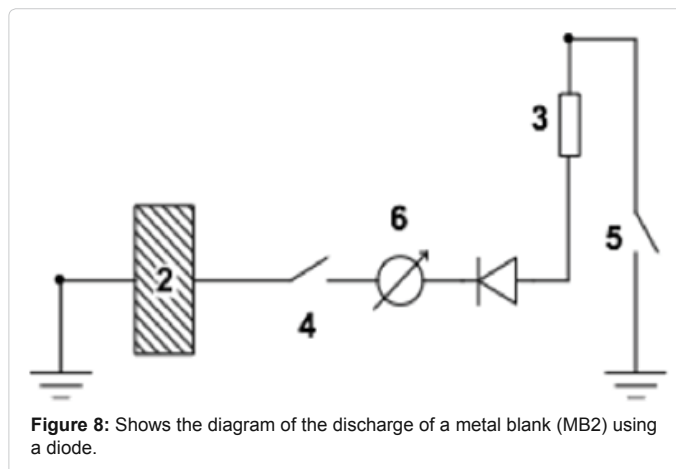 3
6
5
2
4
Figure 8: Shows the diagram of the discharge of a metal blank (MB2) using
a diode.